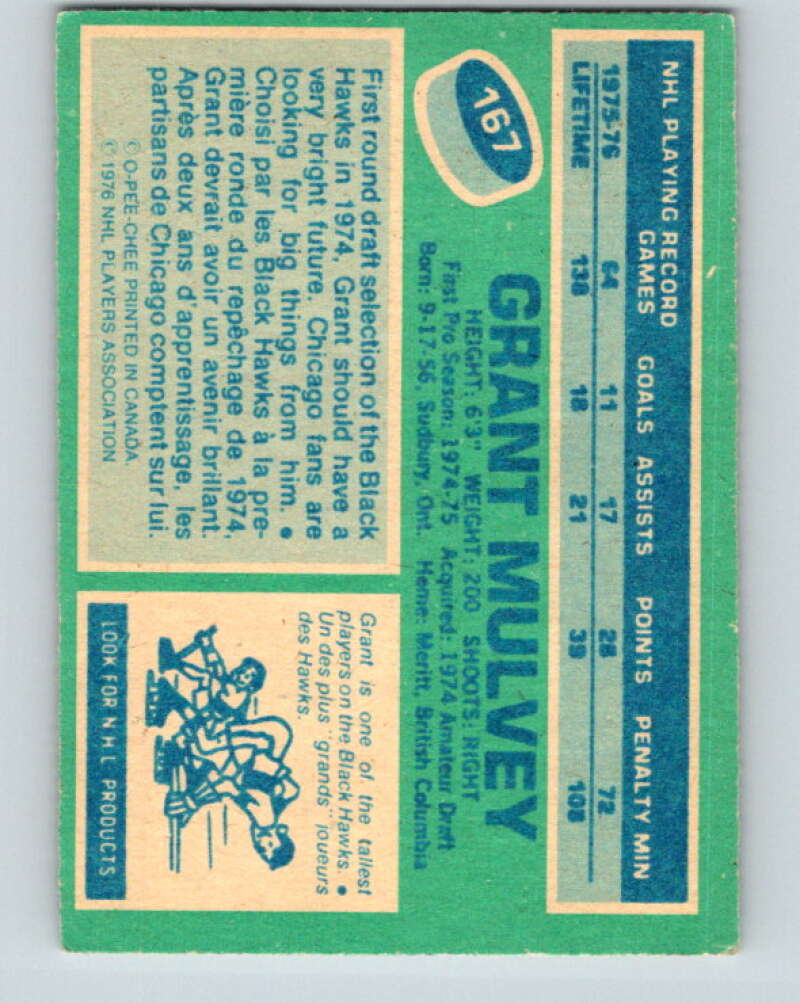 NHL PLAYING RECORD
GAMES GOALS ASSISTS POINTS PENALTY MIN
1975-76 64 11 17 28 72
LIFETIME 138 18 21 39 108
167
GRANT MULVEY
HEIGHT: 6'3" WEIGHT: 200 SHOOTS: RIGHT
First Pro Season: 1974-75 Acquired: 1974 Amateur Draft
Born: 9-17-56, Sudbury, Ont. Home: Merritt, British Columbia
First round draft selection of the Black
Hawks in 1974, Grant should have a
very bright future. Chicago fans are
looking for big things from him. •
Choisi par les Black Hawks à la pre-
mière ronde du repêchage de 1974,
Grant devrait avoir un avenir brillant.
Après deux ans d'apprentissage, les
partisans de Chicago comptent sur lui.
© O-PEE-CHEE PRINTED IN CANADA.
© 1976 NHL PLAYERS ASSOCIATION
Grant is one of the tallest
players on the Black Hawks. •
Un des plus "grands" joueurs
des Hawks.
LOOK FOR N H L PRODUCTS